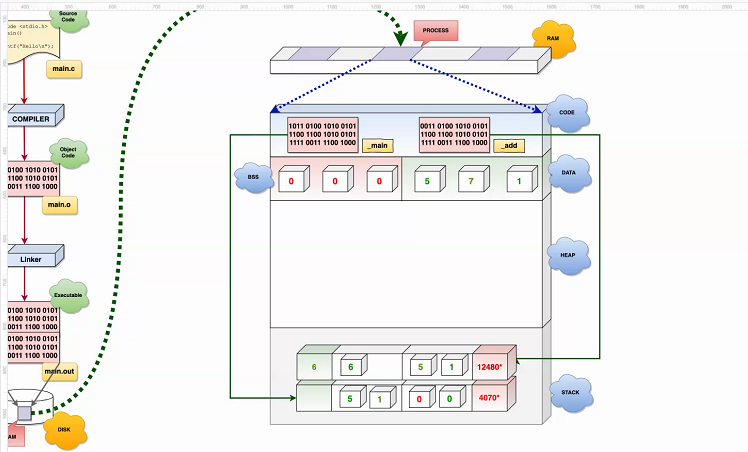 400
500
600
700
800
900
1000
1100
1200
1300
1400
1500
1600
1700
1800
1900
2000
Source
Code
ude <stdio.h>
ain()
ntf("Hello\n");
main.c
COMPILER
Object
Code
0100 1010 0101
1100 1010 0101
0011 1100 1000
main.o
Linker
Executable
0100 1010 0101
1100 1010 0101
0011 1100 1000
0100 1010 0101
1100 1010 0101
0011 1100 1000
main.out
DISK
AM
PROCESS
RAM
CODE
1011 0100 1010 0101
1100 1100 1010 0101
1111 0011 1100 1000
_main
0011 0100 1010 0101
1100 1100 1010 0101
1111 0011 1100 1000
_add
BSS
0 0 0 5 7 1
DATA
HEAP
6 6 5 1 12480*
5 1 0 0 4070*
STACK